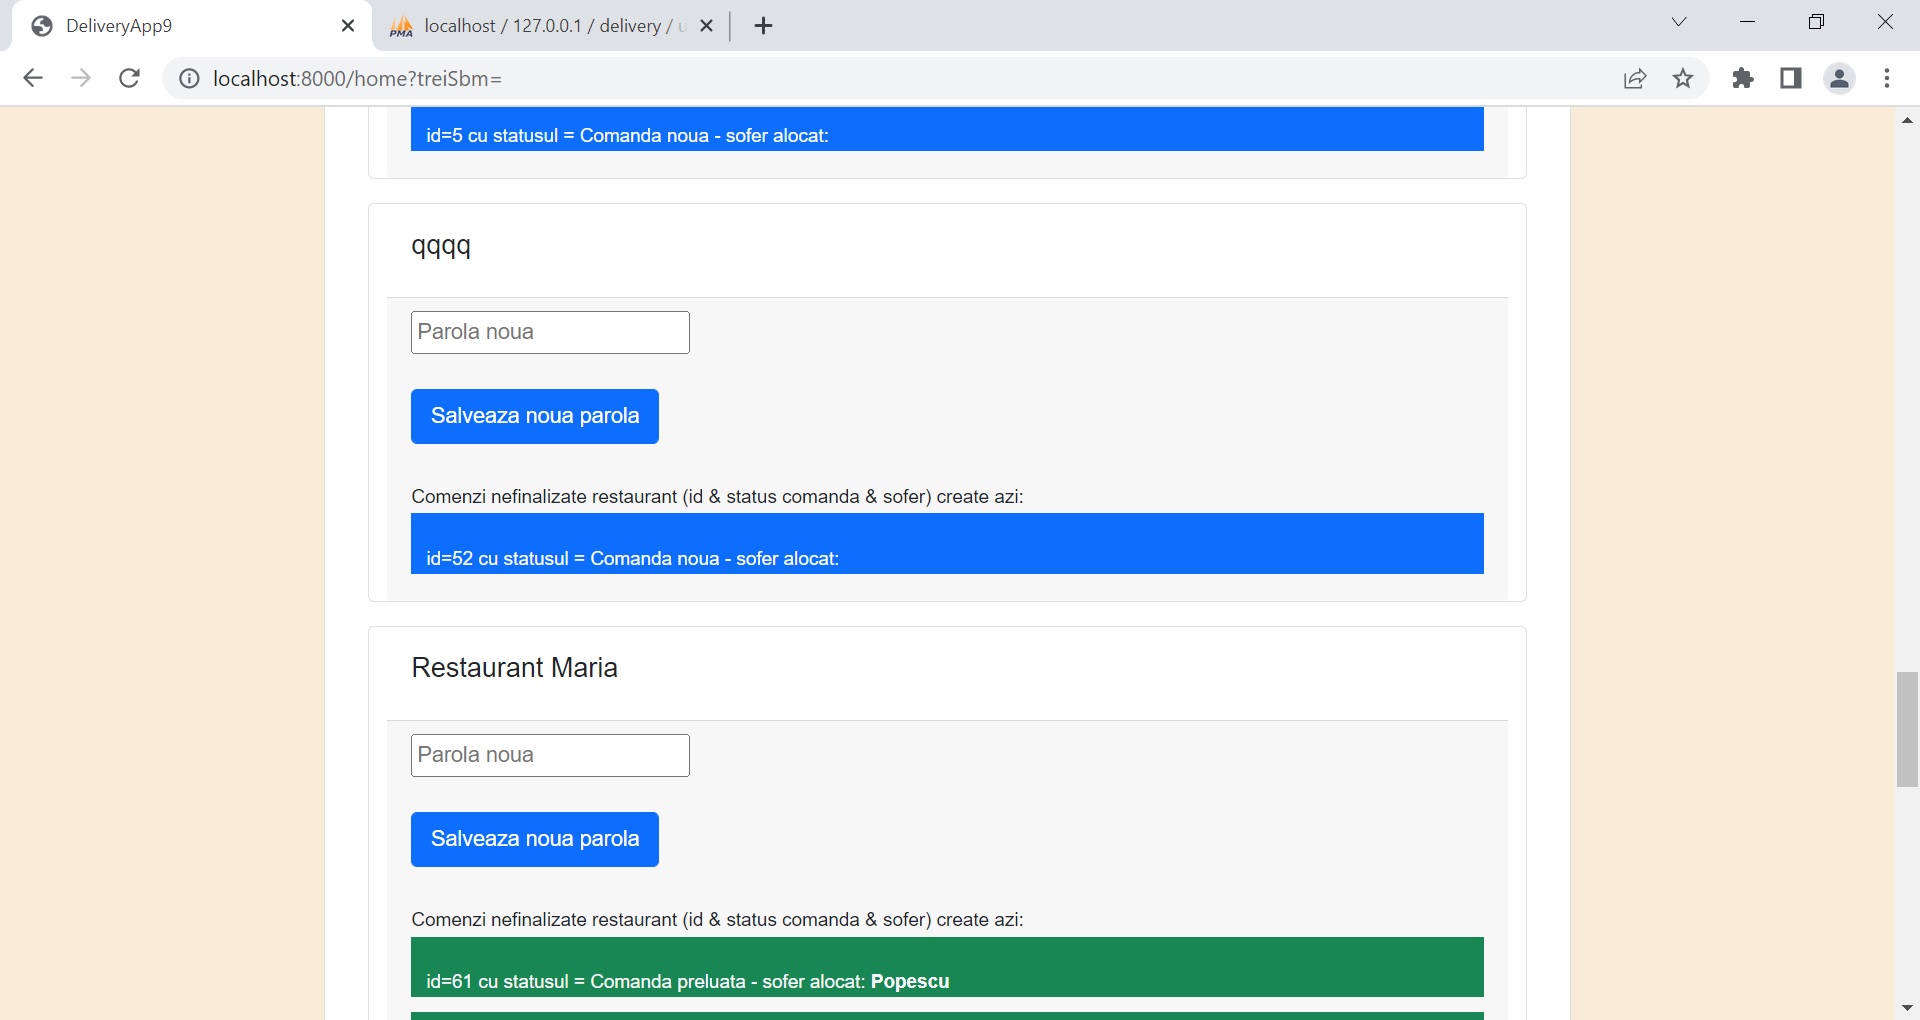 DeliveryApp9
PMA localhost / 127.0.0.1 / delivery /
localhost:8000/home?treiSbm=
id=5 cu statusul = Comanda noua - sofer alocat:
qqqq
Parola noua
Salveaza noua parola
Comenzi nefinalizate restaurant (id & status comanda & sofer) create azi:
id=52 cu statusul = Comanda noua - sofer alocat:
Restaurant Maria
Parola noua
Salveaza noua parola
Comenzi nefinalizate restaurant (id & status comanda & sofer) create azi:
id=61 cu statusul = Comanda preluata - sofer alocat: Popescu